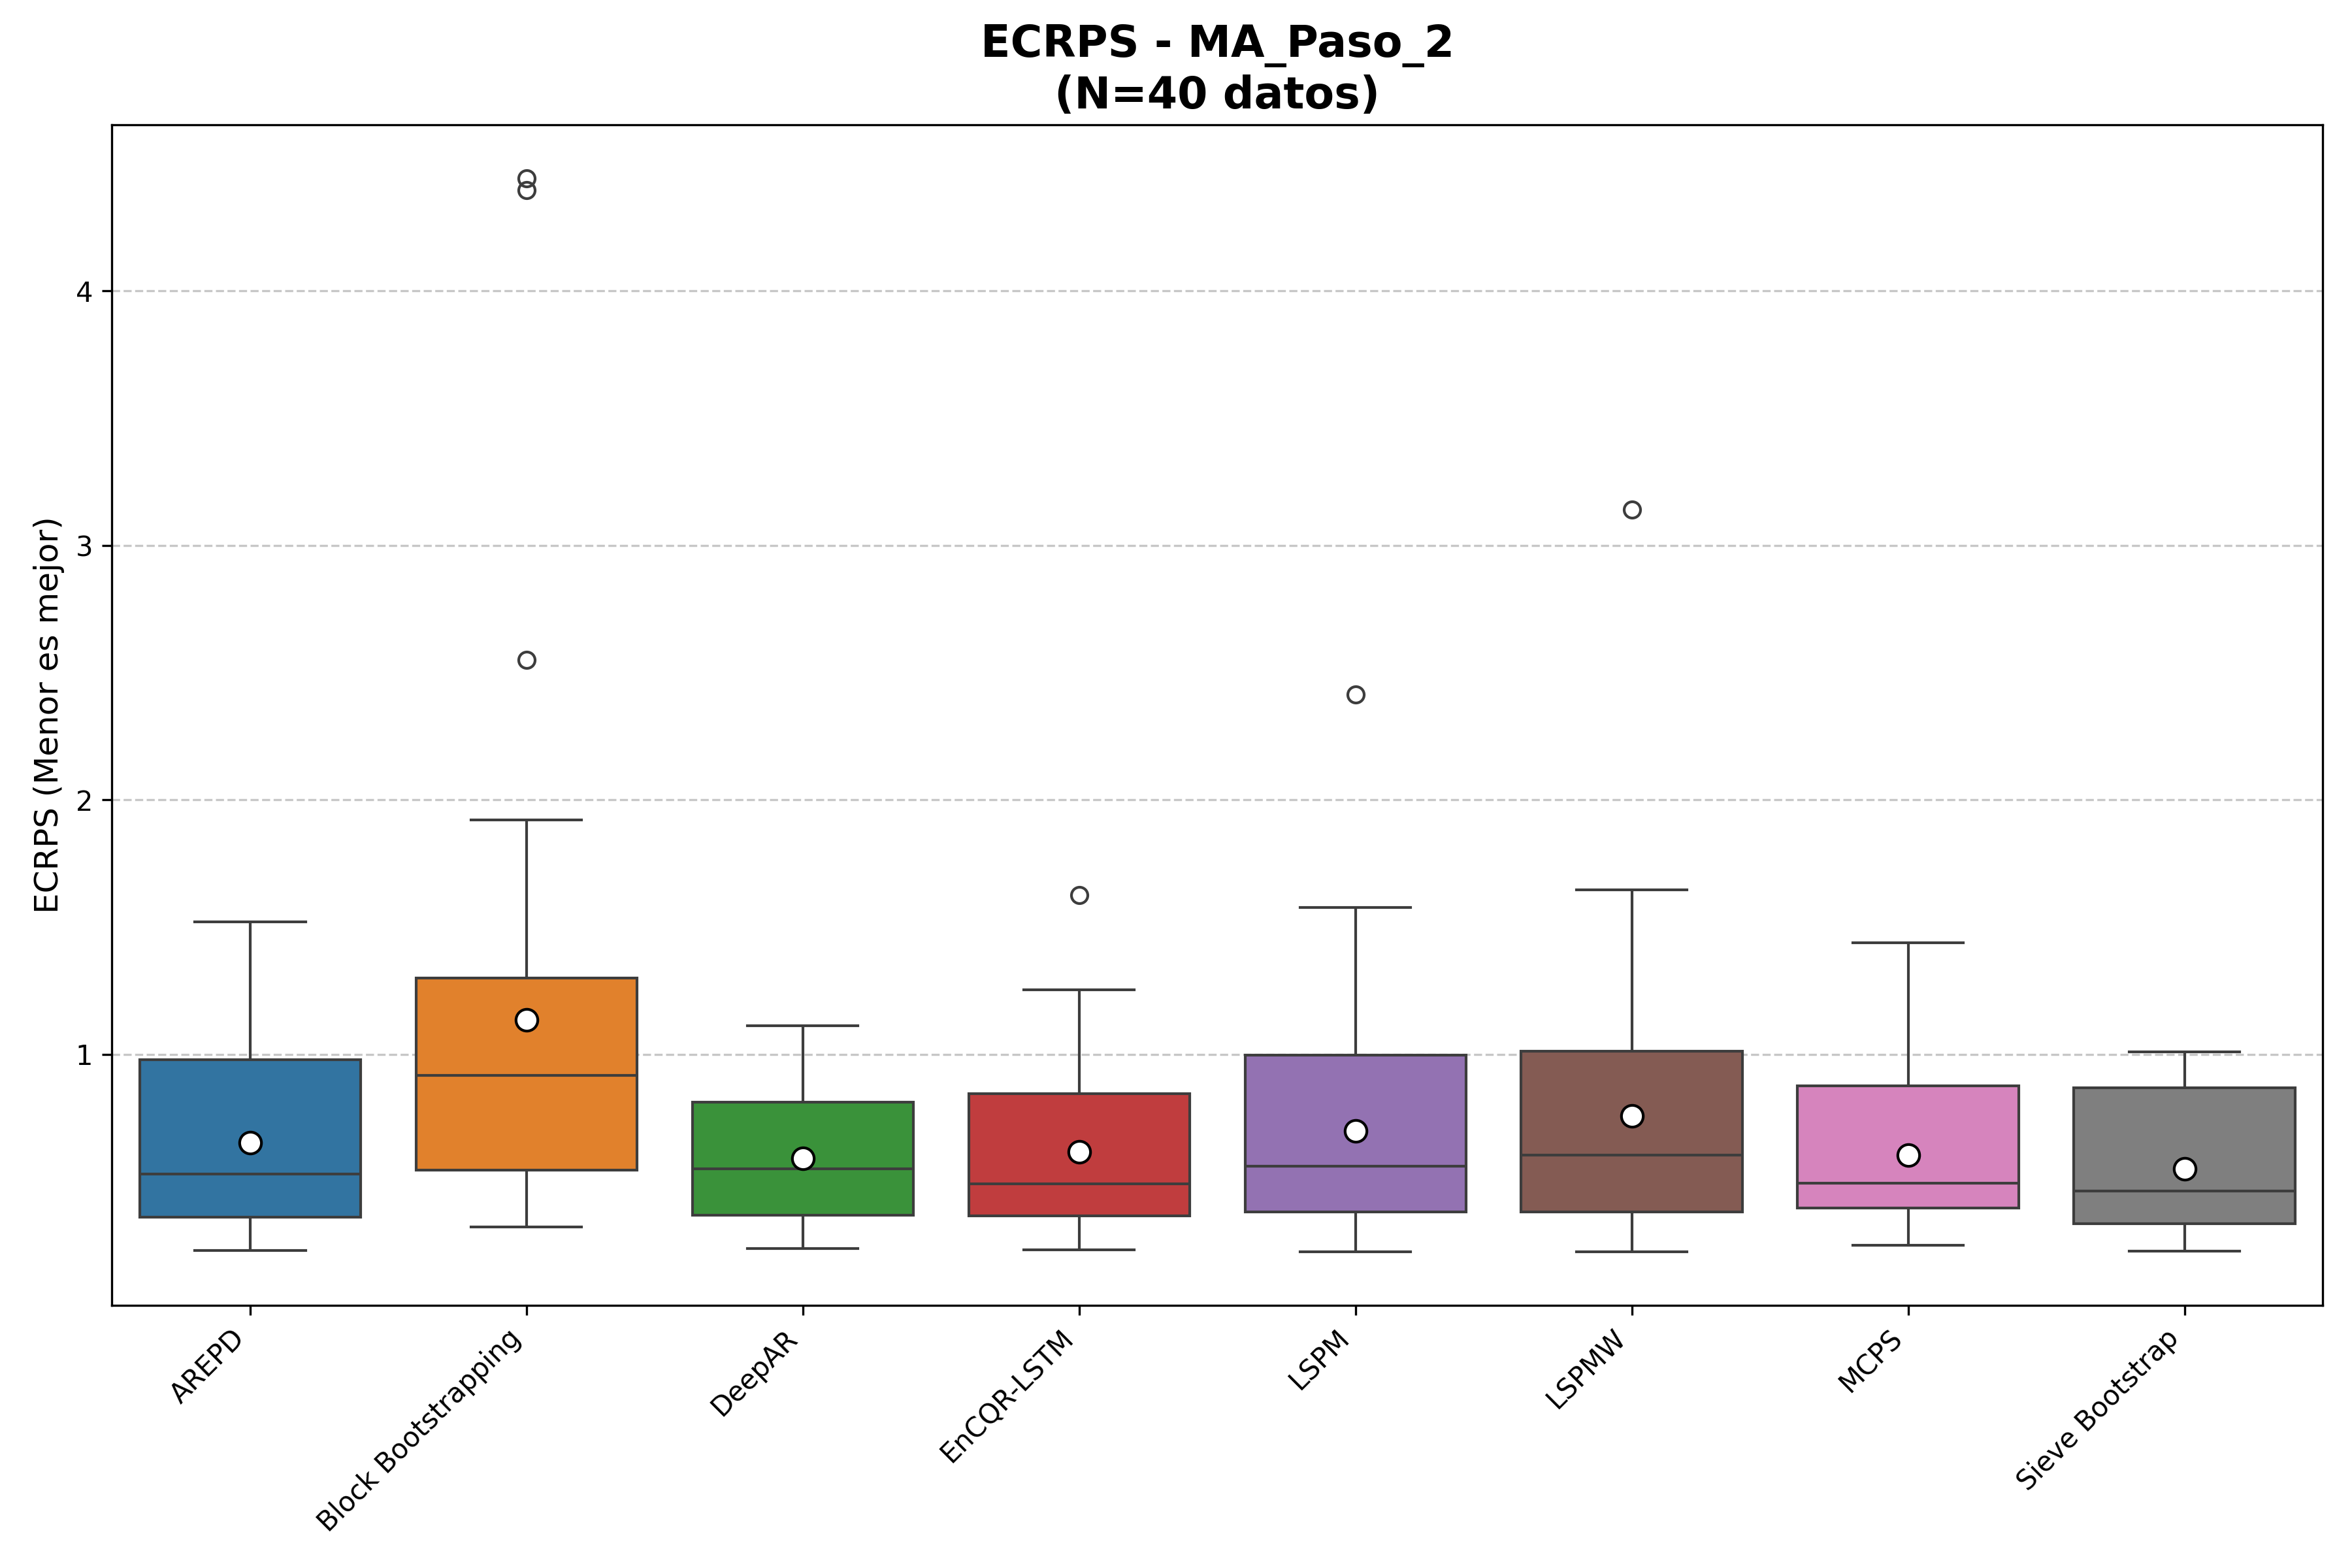 ECRPS - MA_Paso_2
(N=40 datos)
ECRPS (Menor es mejor)
4
3
2
1
AREPD
Block Bootstrapping
DeepAR
EnCQR-LSTM
LSPM
LSPMW
MCPS
Sieve Bootstrap